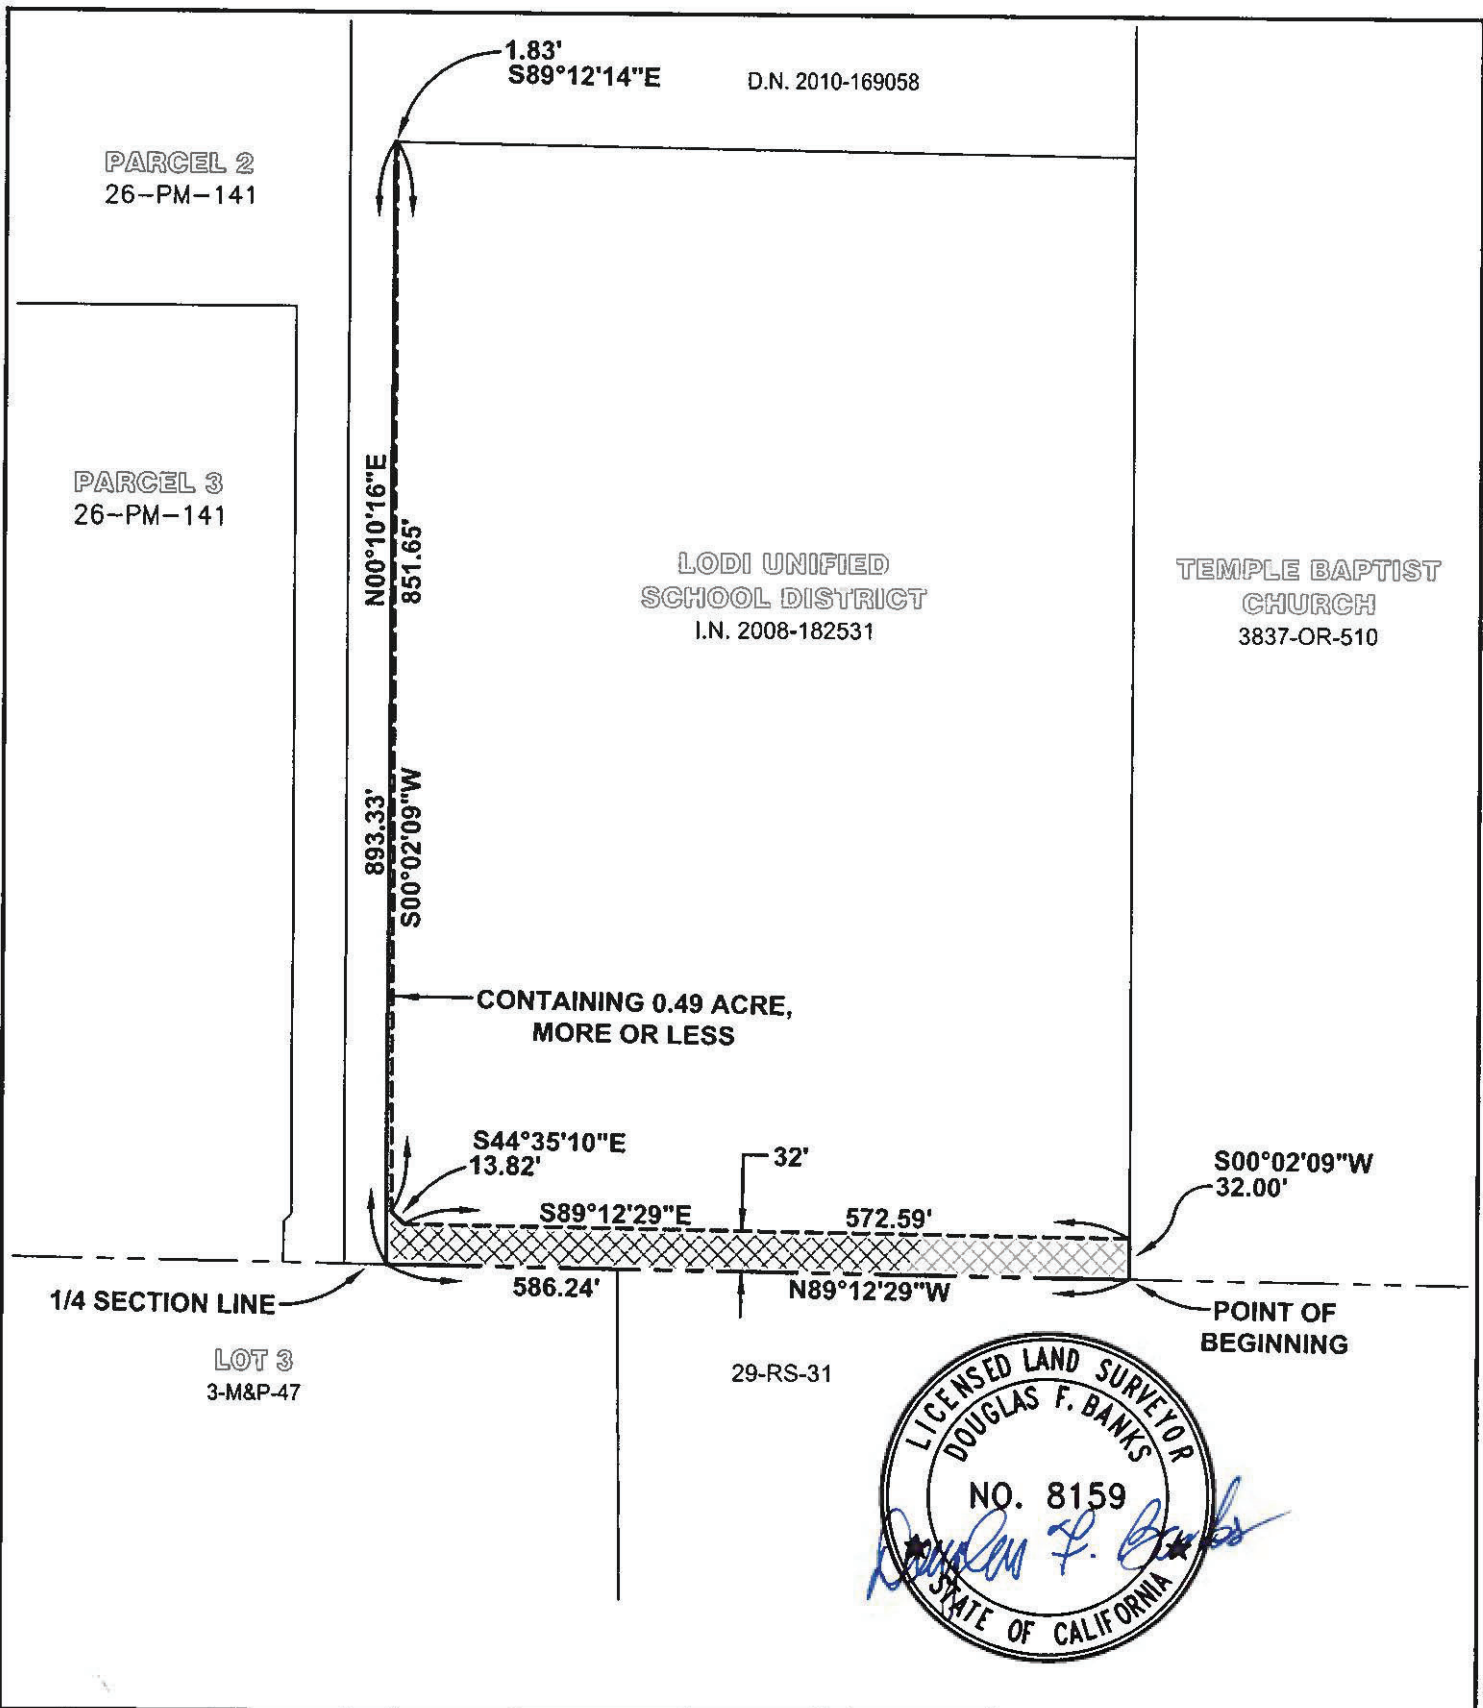 1.83'
S89°12'14"E
D.N. 2010-169058
PARCEL 2
26-PM-141
PARCEL 3
26-PM-141
N00°10'16"E
851.65'
LODI UNIFIED
SCHOOL DISTRICT
I.N. 2008-182531
TEMPLE BAPTIST
CHURCH
3837-OR-510
893.33'
S00°02'09"W
CONTAINING 0.49 ACRE,
MORE OR LESS
S44°35'10"E
13.82'
32'
S00°02'09"W
32.00'
S89°12'29"E
572.59'
586.24'
N89°12'29"W
1/4 SECTION LINE
POINT OF
BEGINNING
LOT 3
3-M&P-47
29-RS-31
LICENSED LAND SURVEYOR
DOUGLAS F. BANKS
NO. 8159
Douglas F. Banks
STATE OF CALIFORNIA